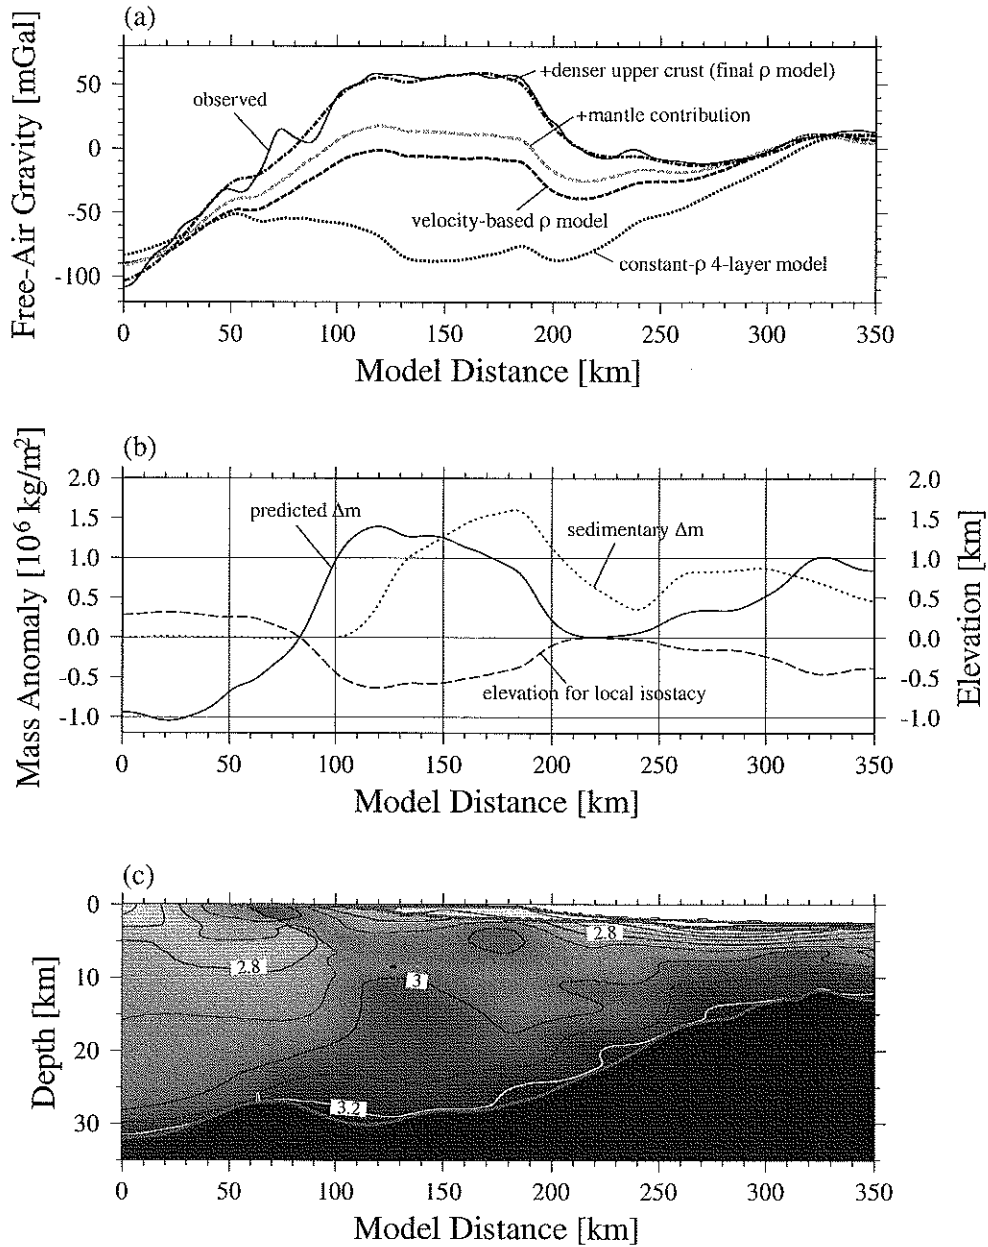 (a)
Free-Air Gravity [mGal]
50
0
-50
-100
observed
+denser upper crust (final ρ model)
+mantle contribution
velocity-based ρ model
constant-ρ 4-layer model
0 50 100 150 200 250 300 350
Model Distance [km]
(b)
Mass Anomaly [10⁶ kg/m²]
2.0 2.0
1.5 1.5
1.0 1.0
0.5 0.5
0.0 0.0
-0.5 0.5
-1.0 1.0
Elevation [km]
predicted Δm
sedimentary Δm
elevation for local isostacy
0 50 100 150 200 250 300 350
Model Distance [km]
(c)
Depth [km]
0
10
20
30
2.8
2.8
3
3.2
0 50 100 150 200 250 300 350
Model Distance [km]